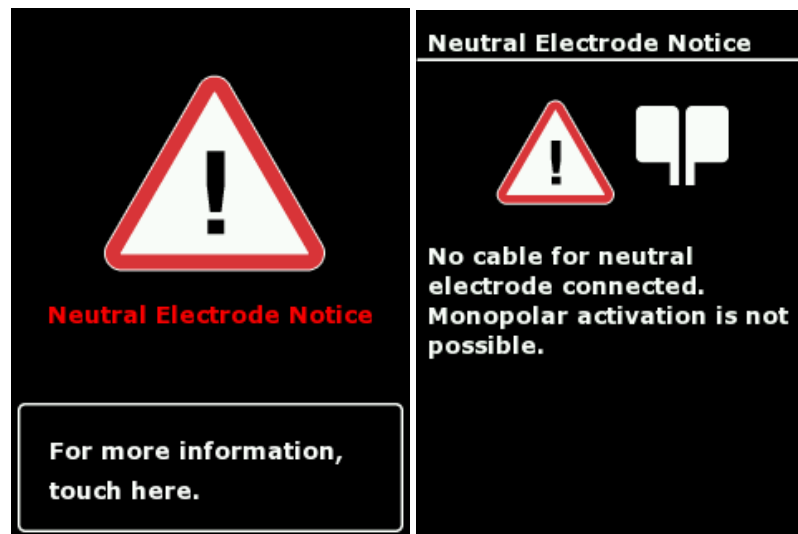 !
Neutral Electrode Notice
For more information,
touch here.
Neutral Electrode Notice
!
No cable for neutral
electrode connected.
Monopolar activation is not
possible.